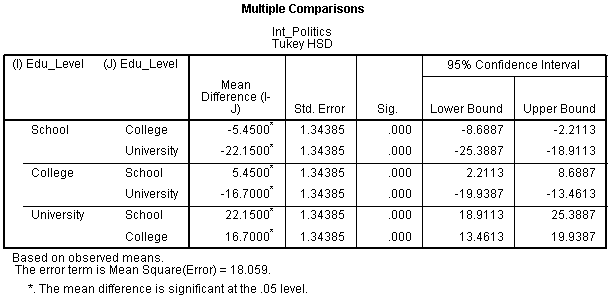 Multiple Comparisons
Int_Politics
Tukey HSD
(I) Edu_Level (J) Edu_Level Mean Difference (I-J) Std. Error Sig. 95% Confidence Interval
Lower Bound Upper Bound
School College -5.4500* 1.34385 .000 -8.6887 -2.2113
University -22.1500* 1.34385 .000 -25.3887 -18.9113
College School 5.4500* 1.34385 .000 2.2113 8.6887
University -16.7000* 1.34385 .000 -19.9387 -13.4613
University School 22.1500* 1.34385 .000 18.9113 25.3887
College 16.7000* 1.34385 .000 13.4613 19.9387
Based on observed means.
The error term is Mean Square(Error) = 18.059.
*. The mean difference is significant at the .05 level.